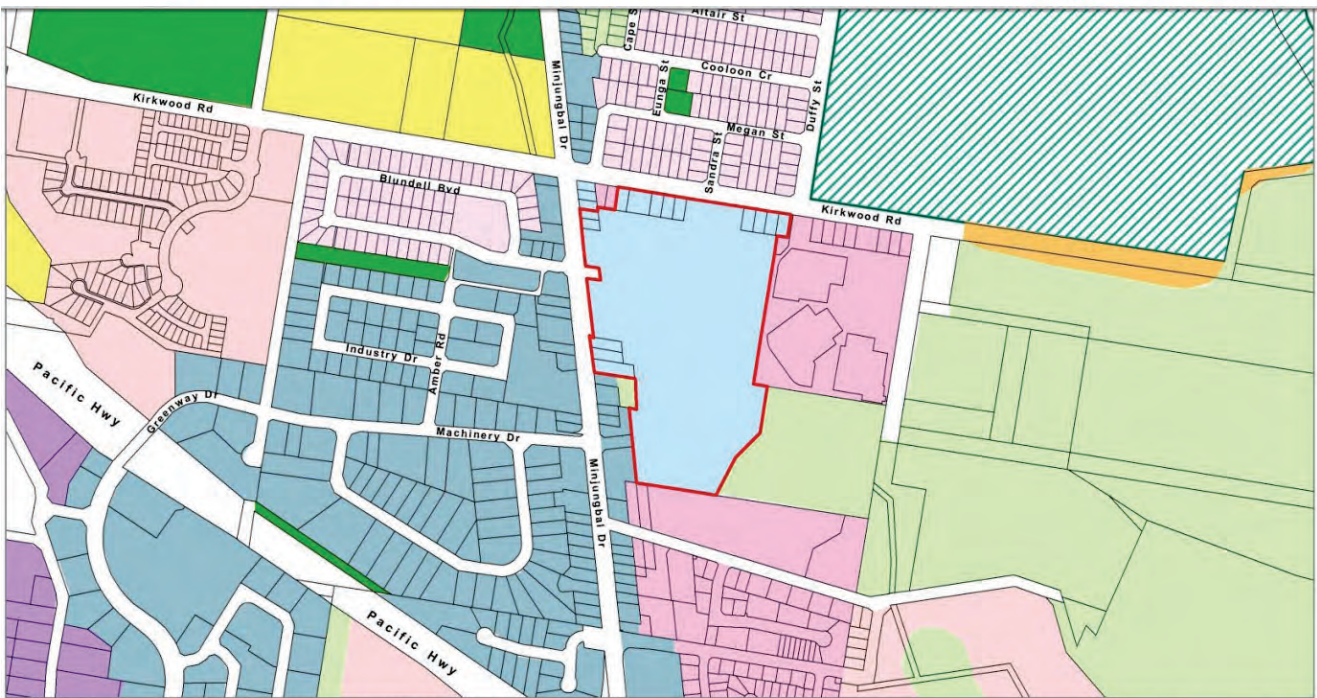 Altair St
Cape S
Cooloon Cr
Eunga St
Duffy St
Minjungbal Dr
Kirkwood Rd
Megan St
Sandra St
Blundell Bvd
Kirkwood Rd
Industry Dr
Amber Rd
Pacific Hwy
Greenway Dr
Machinery Dr
Minjungbal Dr
Pacific Hwy